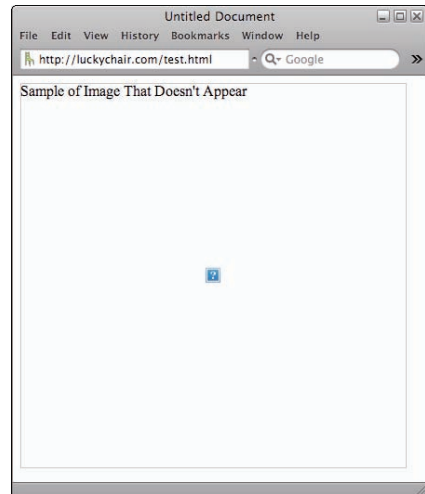 Untitled Document
File Edit View History Bookmarks Window Help
http://luckychair.com/test.html Google
Sample of Image That Doesn't Appear
?